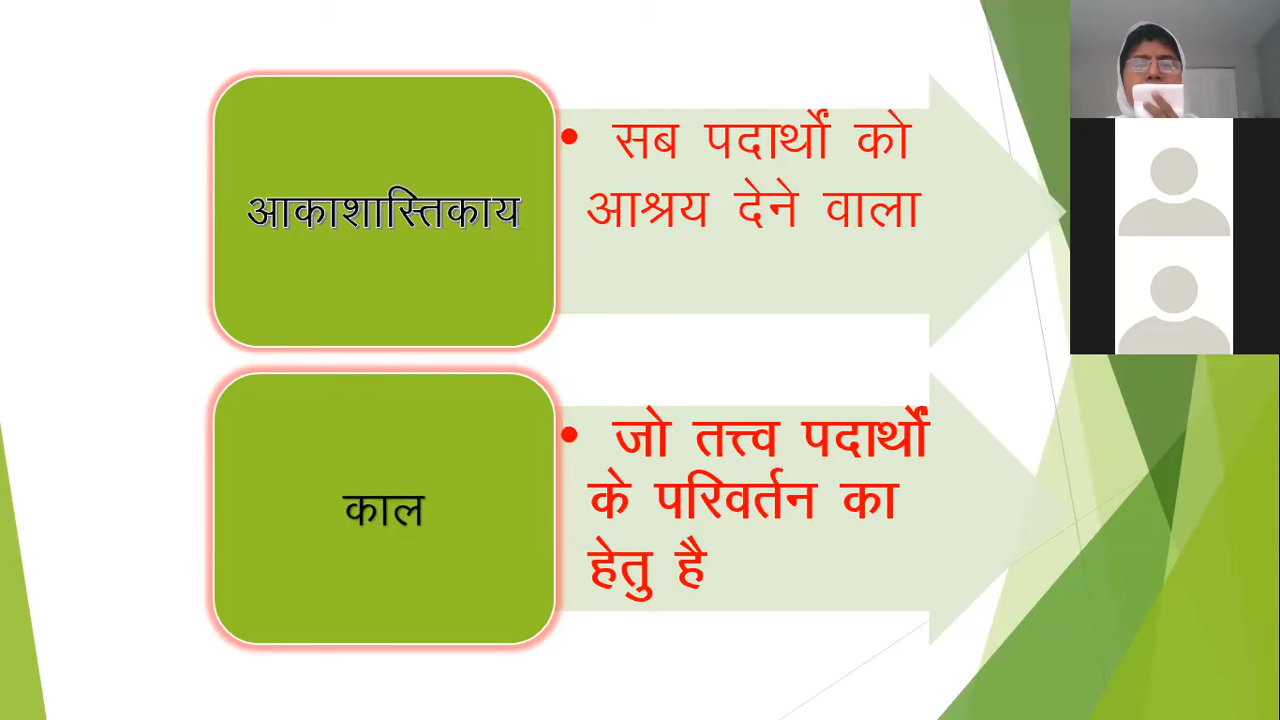 आकाशास्तिकाय
• सब पदार्थों को
आश्रय देने वाला
काल
• जो तत्त्व पदार्थों
के परिवर्तन का
हेतु है